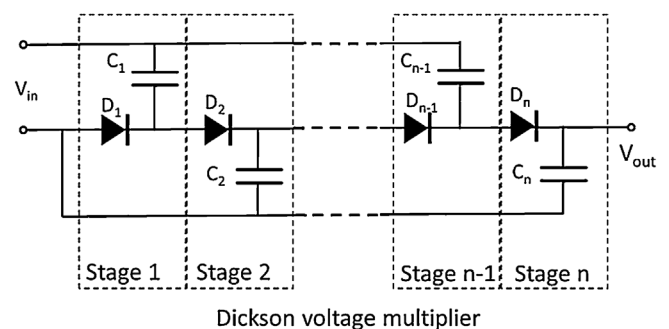 C1
Cn-1
Vin
D1
D2
Dn-1
Dn
C2
Cn
Vout
Stage 1
Stage 2
Stage n-1
Stage n
Dickson voltage multiplier